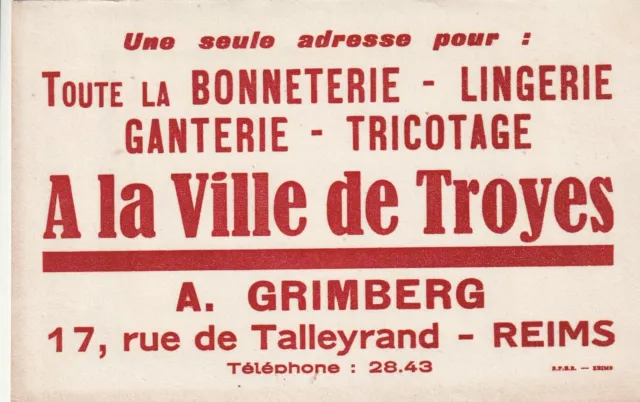 Une seule adresse pour :
TOUTE LA BONNETERIE - LINGERIE
GANTERIE - TRICOTAGE
A la Ville de Troyes
A. GRIMBERG
17, rue de Talleyrand - REIMS
Téléphone : 28.43
— REIMS